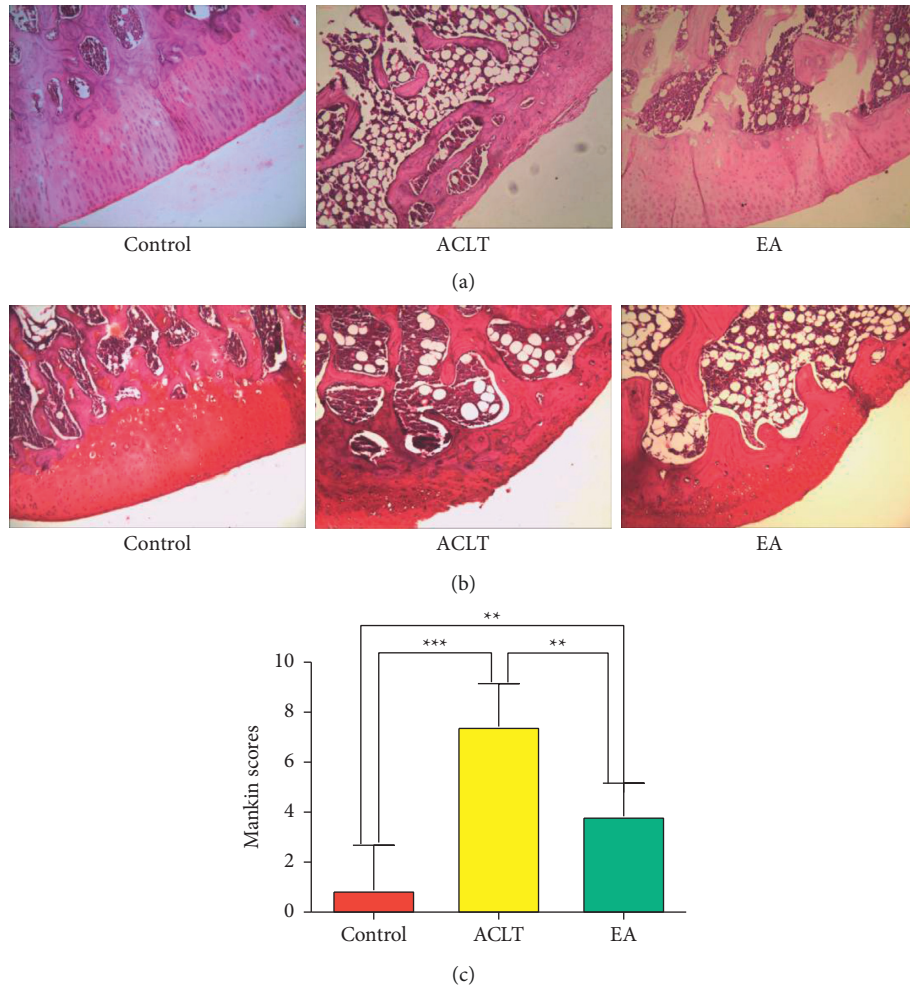 Control ACLT EA
(a)
Control ACLT EA
(b)
**
*** **
10
8
6
4
2
0
Mankin scores
Control ACLT EA
(c)